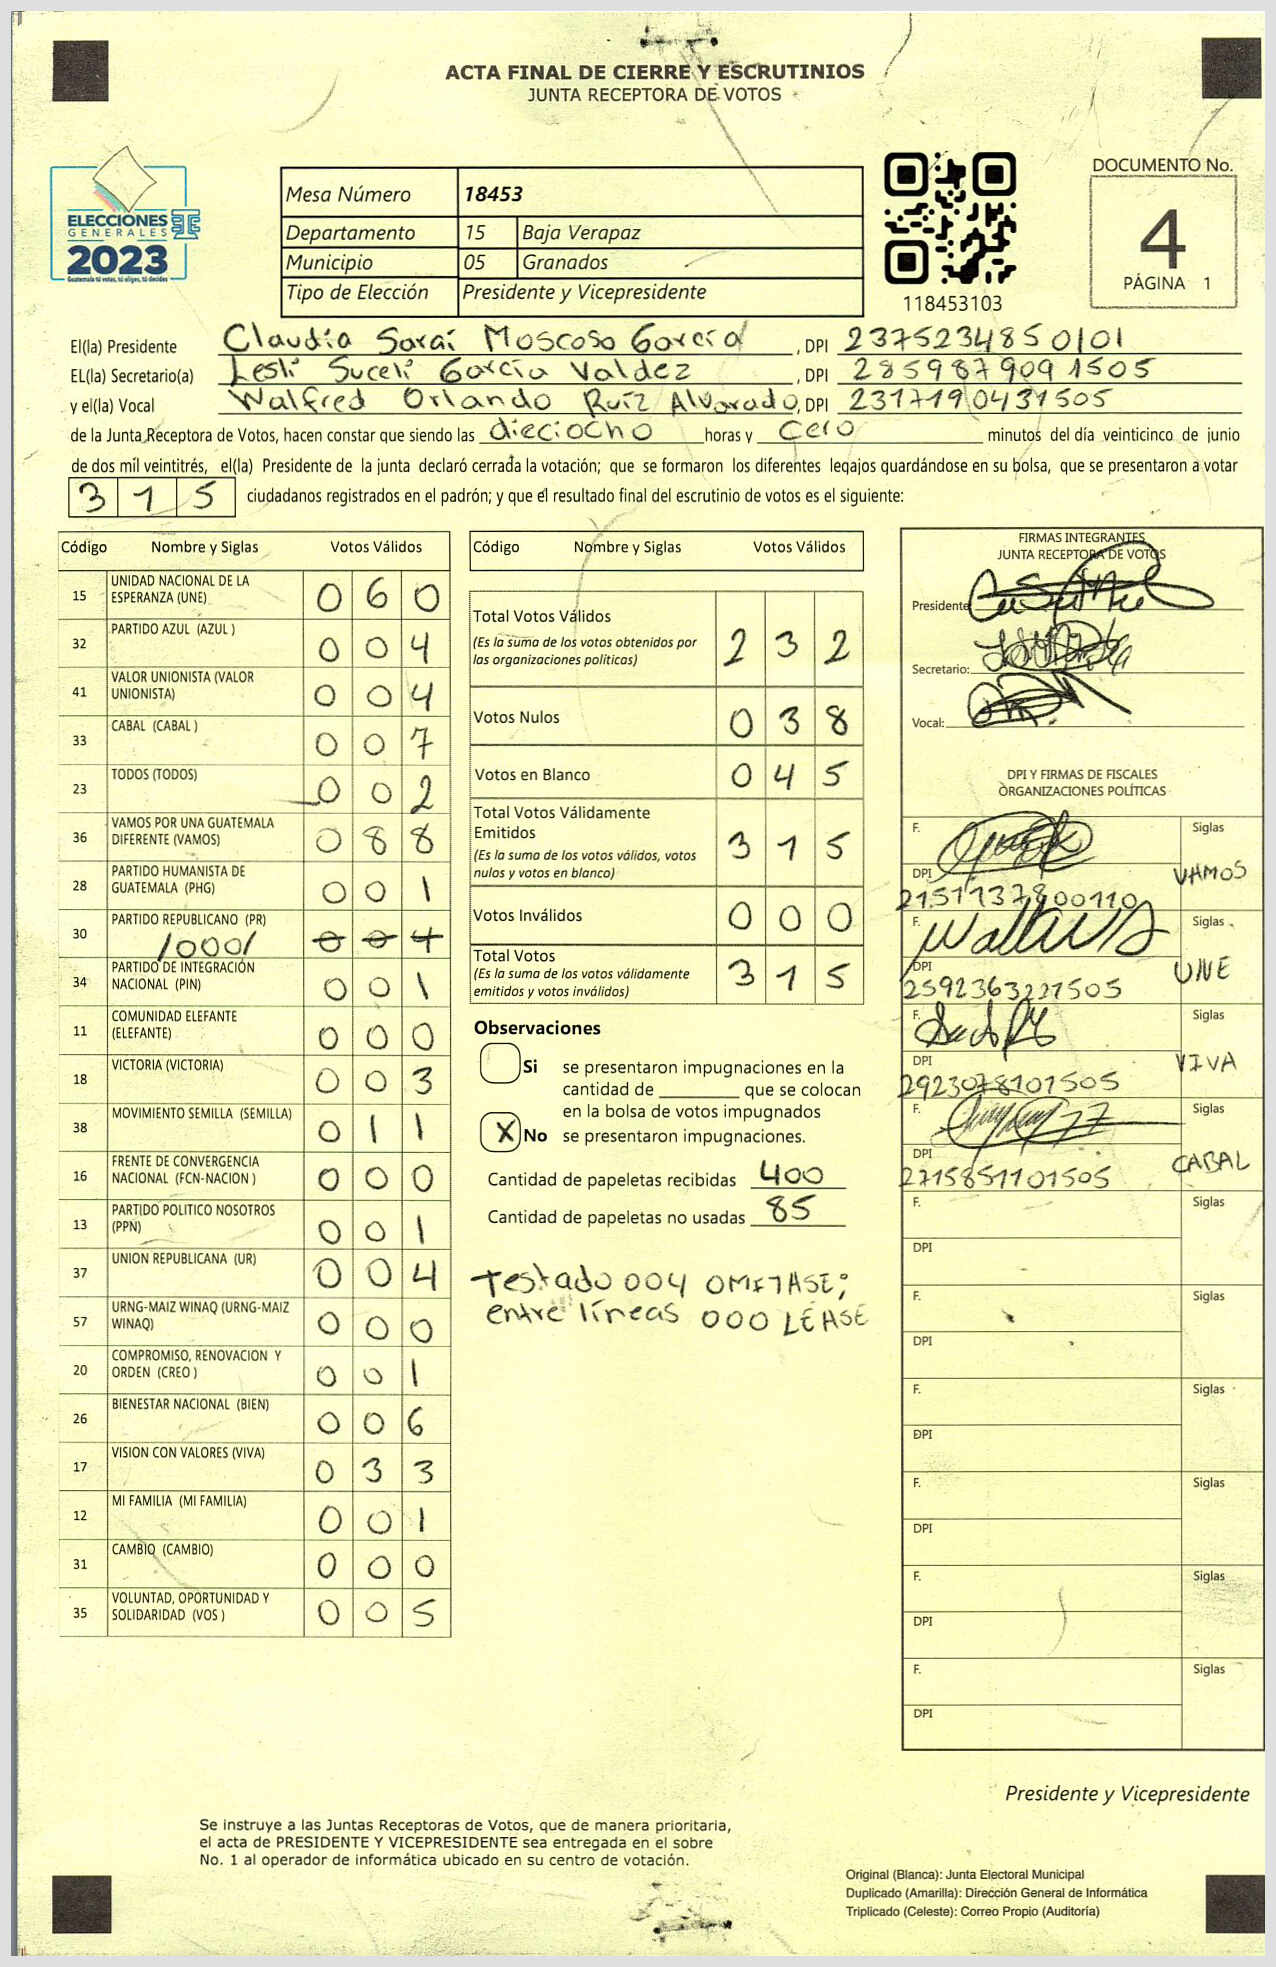 ACTA FINAL DE CIERRE Y ESCRUTINIOS
JUNTA RECEPTORA DE VOTOS
ELECCIONES
GENERALES
2023
Guatemala tú votas, tú eliges, tú decides
Mesa Número 18453
Departamento 15 Baja Verapaz
Municipio 05 Granados
Tipo de Elección Presidente y Vicepresidente
118453103
DOCUMENTO No.
4
PÁGINA 1
El(la) Presidente Claudia Saraí Moscoso García, DPI 2375234850101
EL(la) Secretario(a) Lesli Suceli García Valdez, DPI 2859879091505
y el(la) Vocal Walfred Orlando Ruíz Alvarado, DPI 2317190431505
de la Junta Receptora de Votos, hacen constar que siendo las dieciocho horas y cero minutos del día veinticinco de junio
de dos mil veintitrés, el(la) Presidente de la junta declaró cerrada la votación; que se formaron los diferentes legajos guardándose en su bolsa, que se presentaron a votar
315 ciudadanos registrados en el padrón; y que el resultado final del escrutinio de votos es el siguiente:
Código Nombre y Siglas Votos Válidos
15 UNIDAD NACIONAL DE LA ESPERANZA (UNE) 0 6 0
32 PARTIDO AZUL (AZUL ) 0 0 4
41 VALOR UNIONISTA (VALOR UNIONISTA) 0 0 4
33 CABAL (CABAL ) 0 0 7
23 TODOS (TODOS) 0 0 2
36 VAMOS POR UNA GUATEMALA DIFERENTE (VAMOS) 0 8 8
28 PARTIDO HUMANISTA DE GUATEMALA (PHG) 0 0 1
30 PARTIDO REPUBLICANO (PR) /000/ 0 0 4
34 PARTIDO DE INTEGRACIÓN NACIONAL (PIN) 0 0 1
11 COMUNIDAD ELEFANTE (ELEFANTE) 0 0 0
18 VICTORIA (VICTORIA) 0 0 3
38 MOVIMIENTO SEMILLA (SEMILLA) 0 1 1
16 FRENTE DE CONVERGENCIA NACIONAL (FCN-NACION ) 0 0 0
13 PARTIDO POLITICO NOSOTROS (PPN) 0 0 1
37 UNION REPUBLICANA (UR) 0 0 4
57 URNG-MAIZ WINAQ (URNG-MAIZ WINAQ) 0 0 0
20 COMPROMISO, RENOVACION Y ORDEN (CREO ) 0 0 1
26 BIENESTAR NACIONAL (BIEN) 0 0 6
17 VISION CON VALORES (VIVA) 0 3 3
12 MI FAMILIA (MI FAMILIA) 0 0 1
31 CAMBIO (CAMBIO) 0 0 0
35 VOLUNTAD, OPORTUNIDAD Y SOLIDARIDAD (VOS ) 0 0 5
Código Nombre y Siglas Votos Válidos
Total Votos Válidos 2 3 2
(Es la suma de los votos obtenidos por
las organizaciones políticas)
Votos Nulos 0 3 8
Votos en Blanco 0 4 5
Total Votos Válidamente
Emitidos 3 1 5
(Es la suma de los votos válidos, votos
nulos y votos en blanco)
Votos Inválidos 0 0 0
Total Votos 3 1 5
(Es la suma de los votos válidamente
emitidos y votos inválidos)
Observaciones
Si se presentaron impugnaciones en la
cantidad de ________ que se colocan
en la bolsa de votos impugnados
X No se presentaron impugnaciones.
Cantidad de papeletas recibidas 400
Cantidad de papeletas no usadas 85
Testado 004 OMITASE;
entre líneas 000 LEASE
FIRMAS INTEGRANTES
JUNTA RECEPTORA DE VOTOS
Presidente
Secretario:
Vocal:
DPI Y FIRMAS DE FISCALES
ORGANIZACIONES POLÍTICAS
F. Siglas
VAMOS
DPI
2151137800110
F. Siglas
UNE
DPI
2592363221505
F. Siglas
VIVA
DPI
2923078101505
F. Siglas
CABAL
DPI
2715851101505
F. Siglas
DPI
F. Siglas
DPI
F. Siglas
DPI
F. Siglas
DPI
F. Siglas
DPI
F. Siglas
DPI
Presidente y Vicepresidente
Se instruye a las Juntas Receptoras de Votos, que de manera prioritaria,
el acta de PRESIDENTE Y VICEPRESIDENTE sea entregada en el sobre
No. 1 al operador de informática ubicado en su centro de votación.
Original (Blanca): Junta Electoral Municipal
Duplicado (Amarilla): Dirección General de Informática
Triplicado (Celeste): Correo Propio (Auditoría)